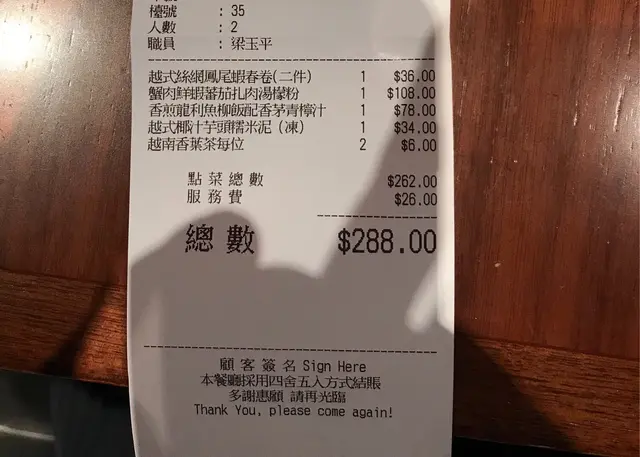 檯號 : 35
人數 : 2
職員 : 梁玉平
越式絲網鳳尾蝦春卷(二件) 1 $36.00
蟹肉鮮蝦蕃茄扎肉湯檬粉 1 $108.00
香煎龍利魚柳飯配香茅青檸汁 1 $78.00
越式椰汁芋頭糯米泥(凍) 1 $34.00
越南香葉茶每位 2 $6.00
點菜總數 $262.00
服務費 $26.00
總數 $288.00
顧客簽名 Sign Here
本餐廳採用四舍五入方式結賬
多謝惠顧 請再光臨
Thank You, please come again!